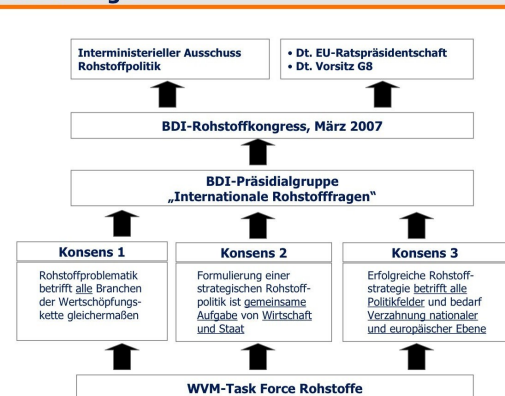 Interministerieller Ausschuss
Rohstoffpolitik
• Dt. EU-Ratspräsidentschaft
• Dt. Vorsitz G8
BDI-Rohstoffkongress, März 2007
BDI-Präsidialgruppe
„Internationale Rohstofffragen“
Konsens 1
Rohstoffproblematik
betrifft alle Branchen
der Wertschöpfungs-
kette gleichermaßen
Konsens 2
Formulierung einer
strategischen Rohstoff-
politik ist gemeinsame
Aufgabe von Wirtschaft
und Staat
Konsens 3
Erfolgreiche Rohstoff-
strategie betrifft alle
Politikfelder und bedarf
Verzahnung nationaler
und europäischer Ebene
WVM-Task Force Rohstoffe